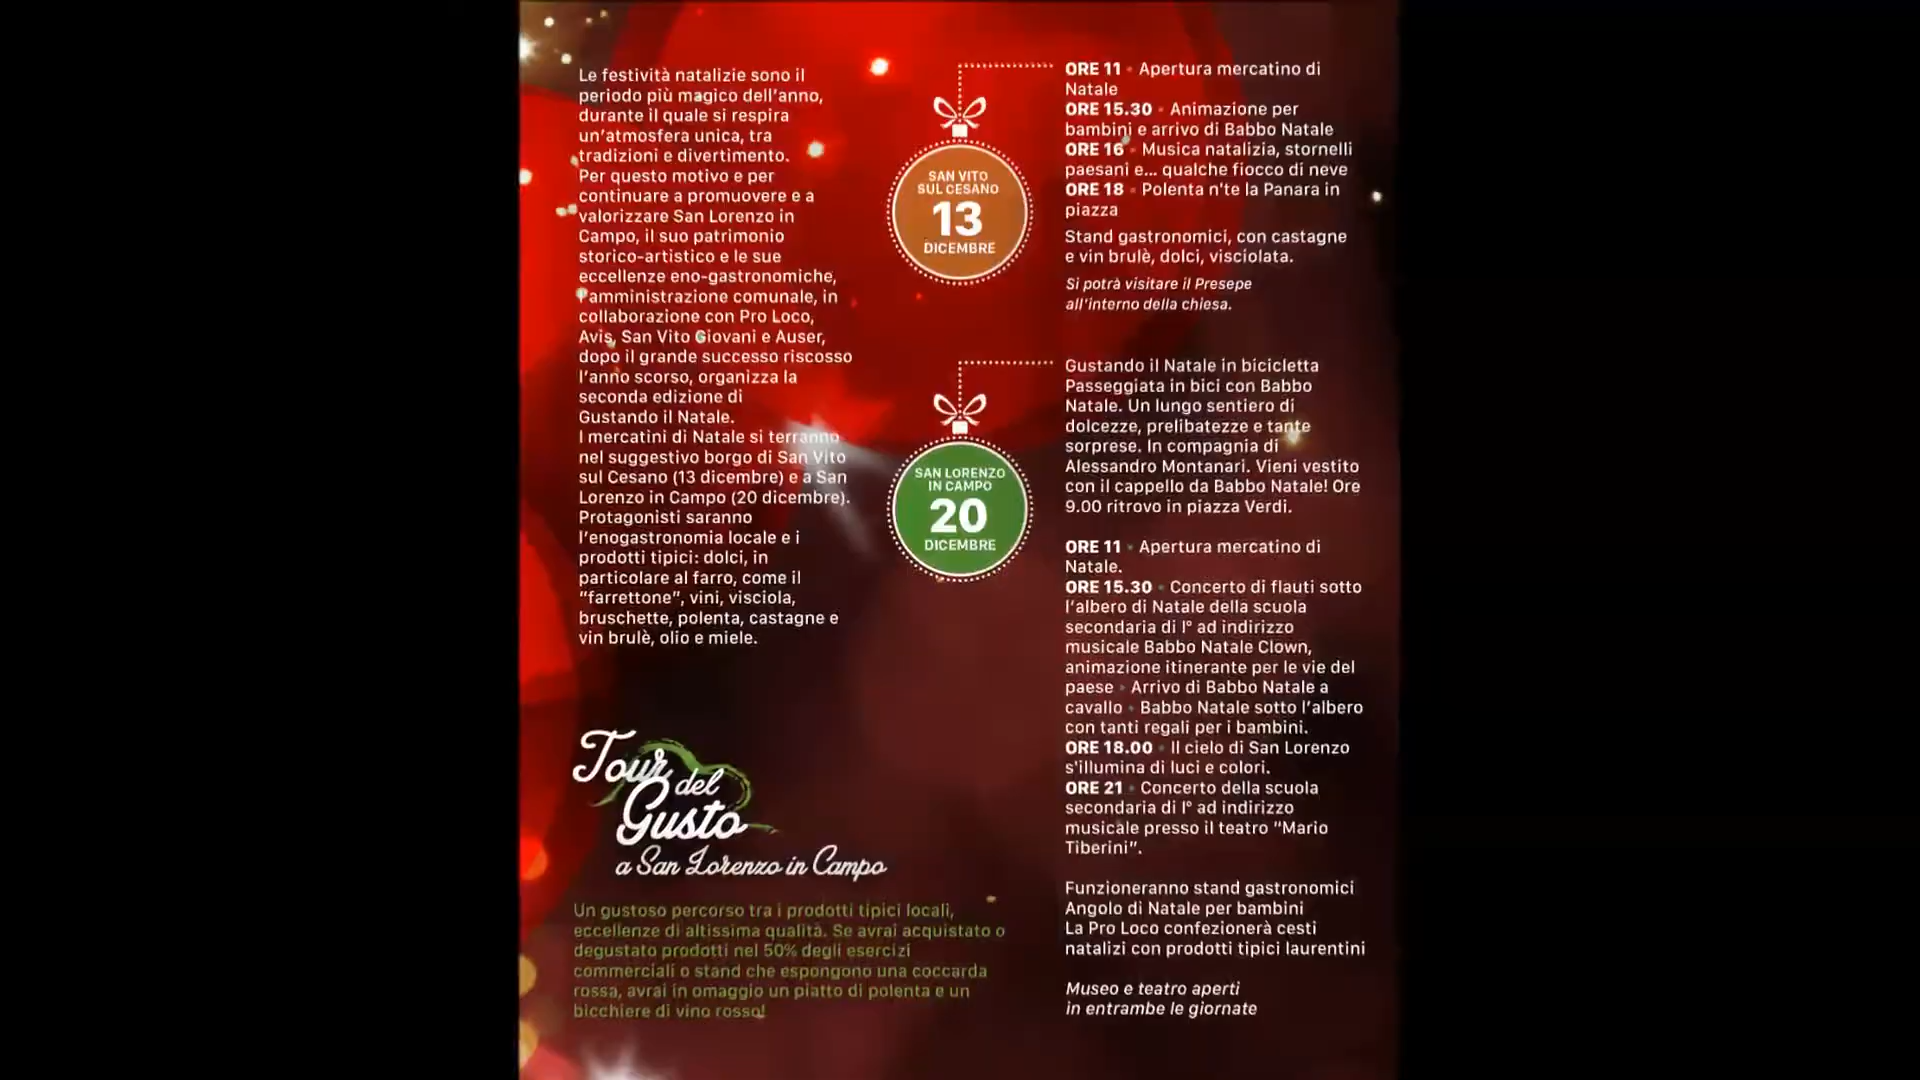 Le festività natalizie sono il
periodo più magico dell'anno,
durante il quale si respira
un'atmosfera unica, tra
tradizioni e divertimento.
Per questo motivo e per
continuare a promuovere e a
valorizzare San Lorenzo in
Campo, il suo patrimonio
storico-artistico e le sue
eccellenze eno-gastronomiche,
l'amministrazione comunale, in
collaborazione con Pro Loco,
Avis, San Vito Giovani e Auser,
dopo il grande successo riscosso
l'anno scorso, organizza la
seconda edizione di
Gustando il Natale.
I mercatini di Natale si terranno
nel suggestivo borgo di San Vito
sul Cesano (13 dicembre) e a San
Lorenzo in Campo (20 dicembre).
Protagonisti saranno
l'enogastronomia locale e i
prodotti tipici: dolci, in
particolare al farro, come il
"farrettone", vini, visciola,
bruschette, polenta, castagne e
vin brulè, olio e miele.
Tour del
Gusto
a San Lorenzo in Campo
Un gustoso percorso tra i prodotti tipici locali,
eccellenze di altissima qualità. Se avrai acquistato o
degustato prodotti nel 50% degli esercizi
commerciali o stand che espongono una coccarda
rossa, avrai in omaggio un piatto di polenta e un
bicchiere di vino rosso!
SAN VITO
SUL CESANO
13
DICEMBRE
ORE 11 • Apertura mercatino di
Natale
ORE 15.30 • Animazione per
bambini e arrivo di Babbo Natale
ORE 16 • Musica natalizia, stornelli
paesani e... qualche fiocco di neve
ORE 18 • Polenta n'te la Panara in
piazza
Stand gastronomici, con castagne
e vin brulè, dolci, visciolata.
Si potrà visitare il Presepe
all'interno della chiesa.
SAN LORENZO
IN CAMPO
20
DICEMBRE
Gustando il Natale in bicicletta
Passeggiata in bici con Babbo
Natale. Un lungo sentiero di
dolcezze, prelibatezze e tante
sorprese. In compagnia di
Alessandro Montanari. Vieni vestito
con il cappello da Babbo Natale! Ore
9.00 ritrovo in piazza Verdi.
ORE 11 • Apertura mercatino di
Natale.
ORE 15.30 • Concerto di flauti sotto
l'albero di Natale della scuola
secondaria di I° ad indirizzo
musicale Babbo Natale Clown,
animazione itinerante per le vie del
paese • Arrivo di Babbo Natale a
cavallo • Babbo Natale sotto l'albero
con tanti regali per i bambini.
ORE 18.00 • Il cielo di San Lorenzo
s'illumina di luci e colori.
ORE 21 • Concerto della scuola
secondaria di I° ad indirizzo
musicale presso il teatro "Mario
Tiberini".
Funzioneranno stand gastronomici
Angolo di Natale per bambini
La Pro Loco confezionerà cesti
natalizi con prodotti tipici laurentini
Museo e teatro aperti
in entrambe le giornate